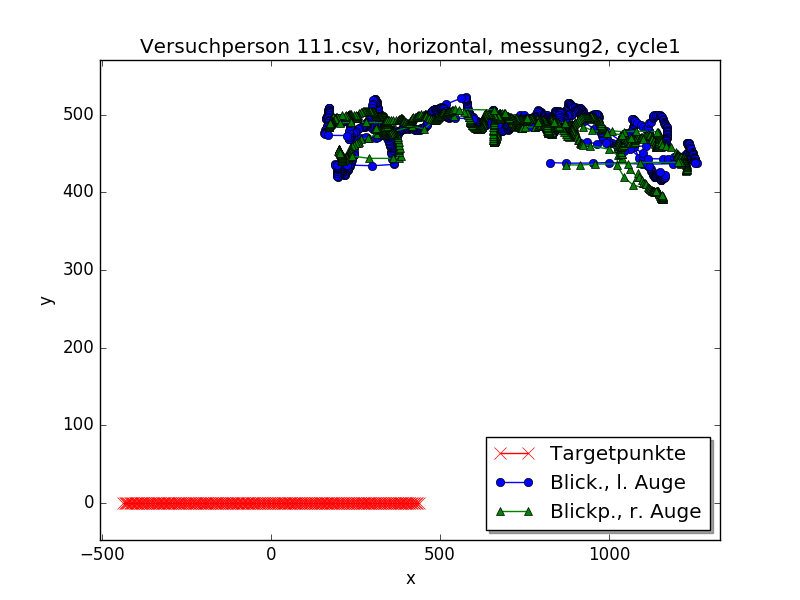 Versuchperson 111.csv, horizontal, messung2, cycle1
500
400
300
200
100
0
y
−500
0
500
1000
x
Targetpunkte
Blick., l. Auge
Blickp., r. Auge